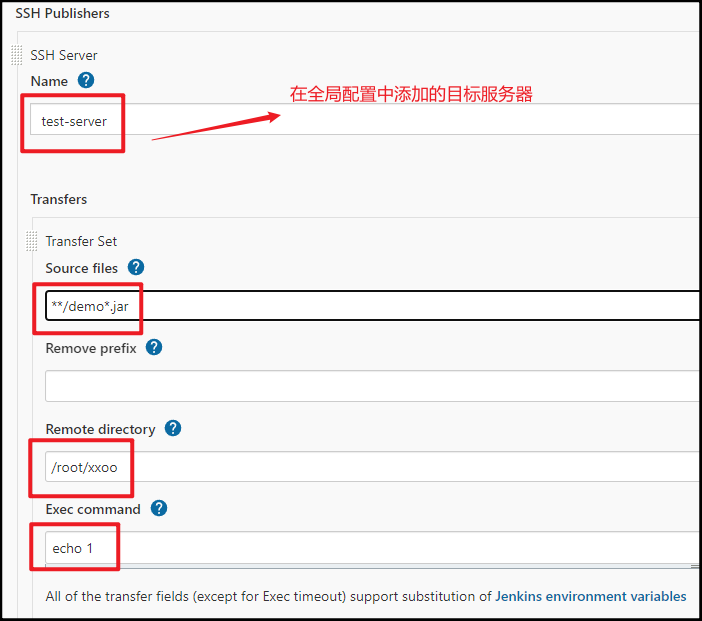 SSH Publishers
SSH Server
Name ?
在全局配置中添加的目标服务器
test-server
Transfers
Transfer Set
Source files ?
**/demo*.jar
Remove prefix ?
Remote directory ?
/root/xxoo
Exec command ?
echo 1
All of the transfer fields (except for Exec timeout) support substitution of Jenkins environment variables